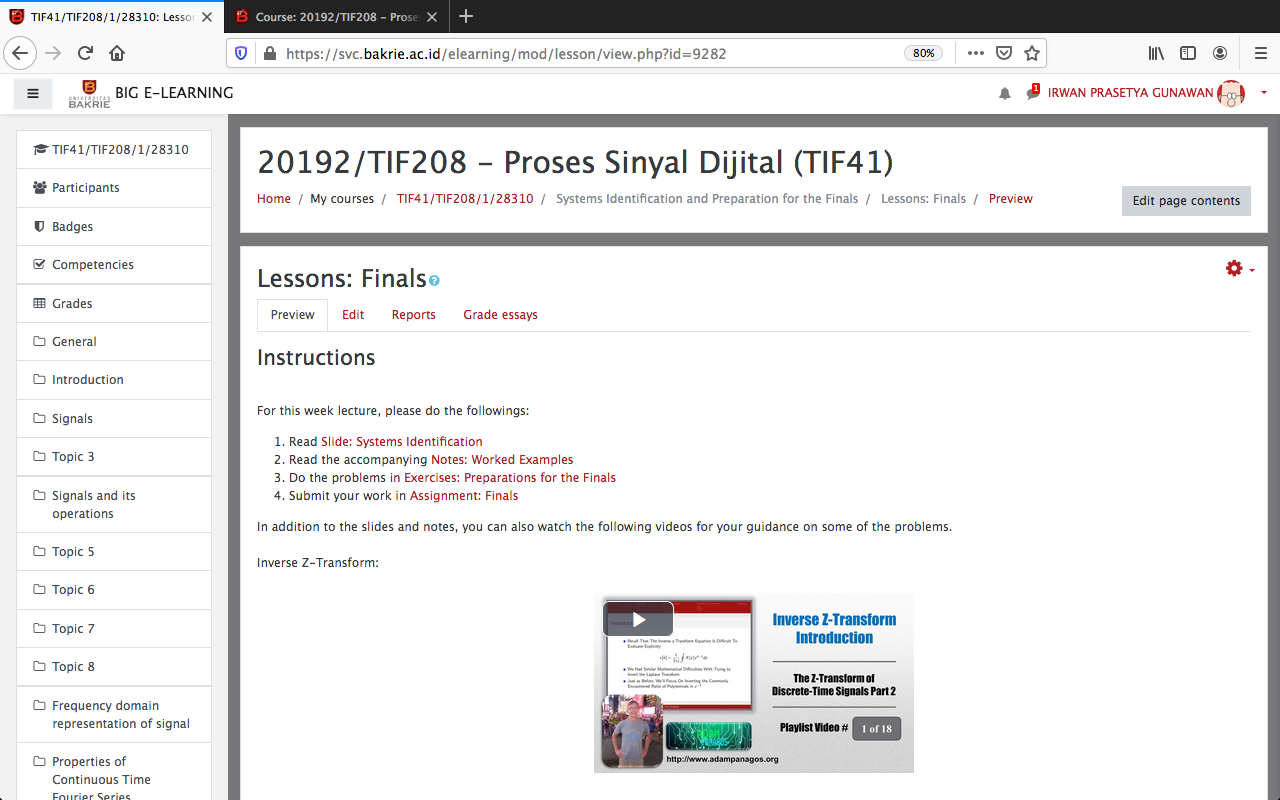 TIF41/TIF208/1/28310: Lesson
Course: 20192/TIF208 – Prose
https://svc.bakrie.ac.id/elearning/mod/lesson/view.php?id=9282
80%
UNIVERSITAS
BAKRIE
BIG E-LEARNING
1
IRWAN PRASETYA GUNAWAN
TIF41/TIF208/1/28310
Participants
Badges
Competencies
Grades
General
Introduction
Signals
Topic 3
Signals and its
operations
Topic 5
Topic 6
Topic 7
Topic 8
Frequency domain
representation of signal
Properties of
Continuous Time
Fourier Series
20192/TIF208 – Proses Sinyal Dijital (TIF41)
Home / My courses / TIF41/TIF208/1/28310 / Systems Identification and Preparation for the Finals / Lessons: Finals / Preview
Edit page contents
Lessons: Finals
Preview Edit Reports Grade essays
Instructions
For this week lecture, please do the followings:
1. Read Slide: Systems Identification
2. Read the accompanying Notes: Worked Examples
3. Do the problems in Exercises: Preparations for the Finals
4. Submit your work in Assignment: Finals
In addition to the slides and notes, you can also watch the following videos for your guidance on some of the problems.
Inverse Z-Transform:
Recall That The Inverse z-Transform Equation Is Difficult To
Evaluate Explicitly
We Had Similar Mathematical Difficulties With Trying to
Invert the Laplace Transform
Just as Before, We'll Focus On Inverting the Commonly
Encountered Ratio of Polynomials in z⁻¹
Inverse Z-Transform
Introduction
The Z-Transform of
Discrete-Time Signals Part 2
Playlist Video # 1 of 18
ADAM
PANAGOS
http://www.adampanagos.org